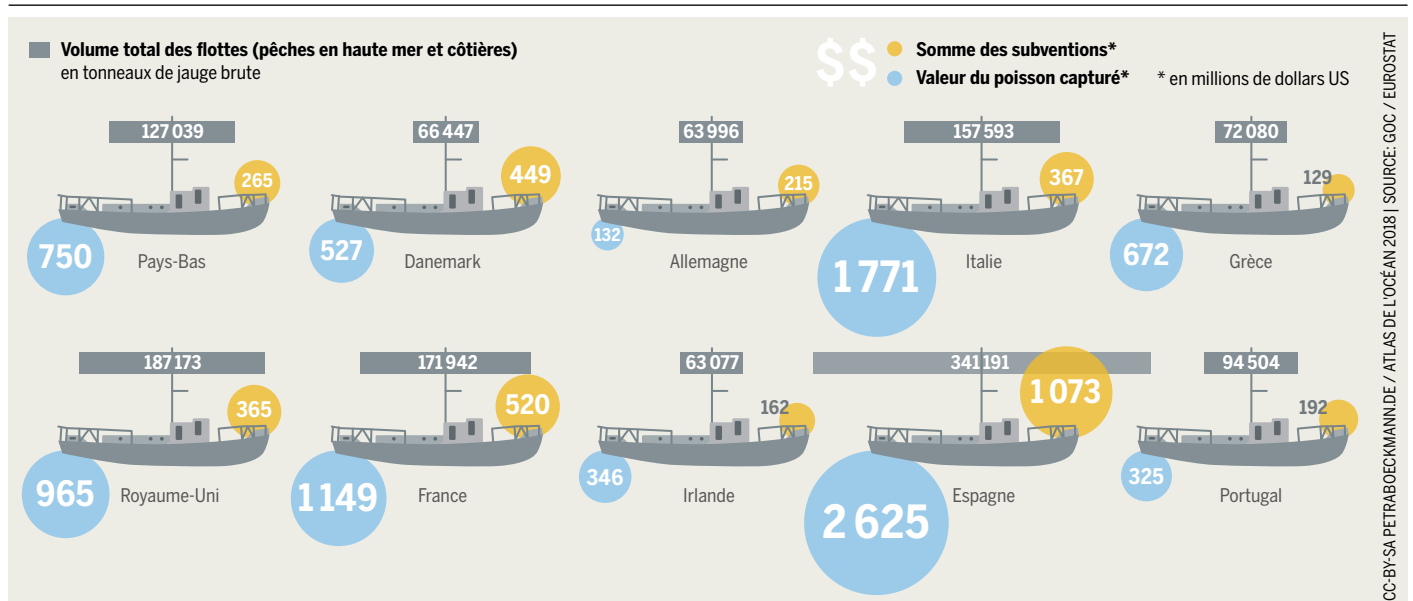 Volume total des flottes (pêches en haute mer et côtières)
en tonneaux de jauge brute
$$
Somme des subventions*
Valeur du poisson capturé*
* en millions de dollars US
127 039
265
750
Pays-Bas
66 447
449
527
Danemark
63 996
215
132
Allemagne
157 593
367
1 771
Italie
72 080
129
672
Grèce
187 173
365
965
Royaume-Uni
171 942
520
1 149
France
63 077
162
346
Irlande
341 191
1 073
2 625
Espagne
94 504
192
325
Portugal
CC-BY-SA PETRABOECKMANN.DE / ATLAS DE L'OCÉAN 2018 | SOURCE: GOC / EUROSTAT